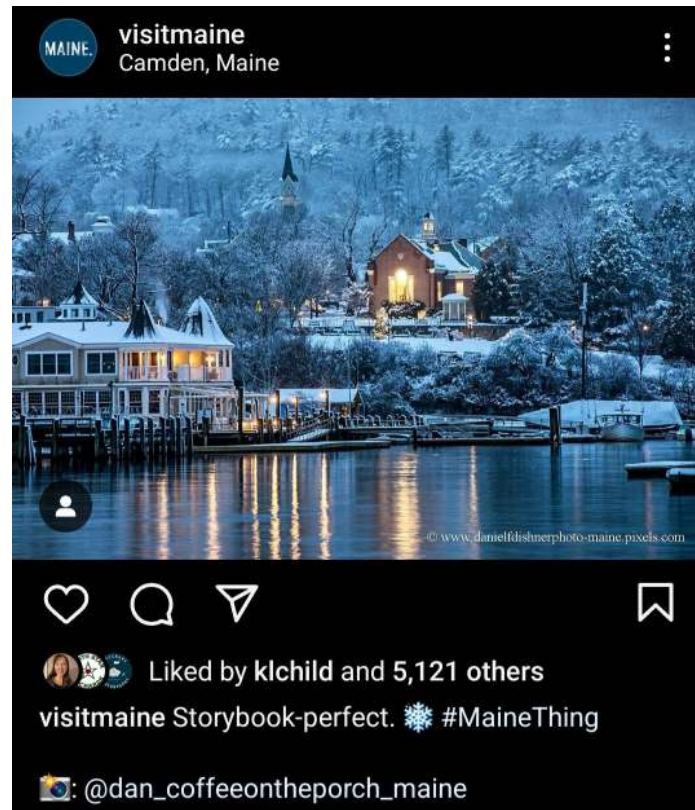 MAINE.
visitmaine
Camden, Maine
© www.danielfdishnerphoto-maine.pixels.com
Liked by klchild and 5,121 others
visitmaine Storybook-perfect. ❄️ #MaineThing
📸: @dan_coffeeontheporch_maine